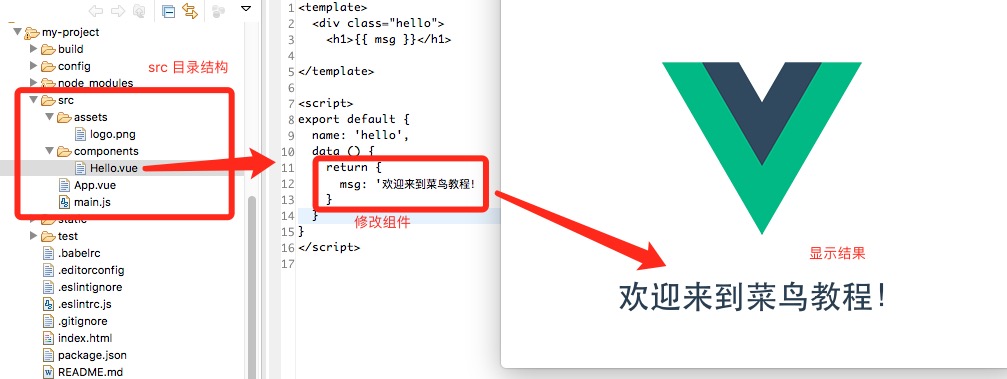 my-project
build
config
node_modules
src 目录结构
src
assets
logo.png
components
Hello.vue
App.vue
main.js
static
test
.babelrc
.editorconfig
.eslintignore
.eslintrc.js
.gitignore
index.html
package.json
README.md
1 <template>
2 <div class="hello">
3 <h1>{{ msg }}</h1>
4
5 </template>
6
7 <script>
8 export default {
9 name: 'hello',
10 data () {
11 return {
12 msg: '欢迎来到菜鸟教程!
13 }
14 }
15 }
16 </script>
17
修改组件
显示结果
欢迎来到菜鸟教程!